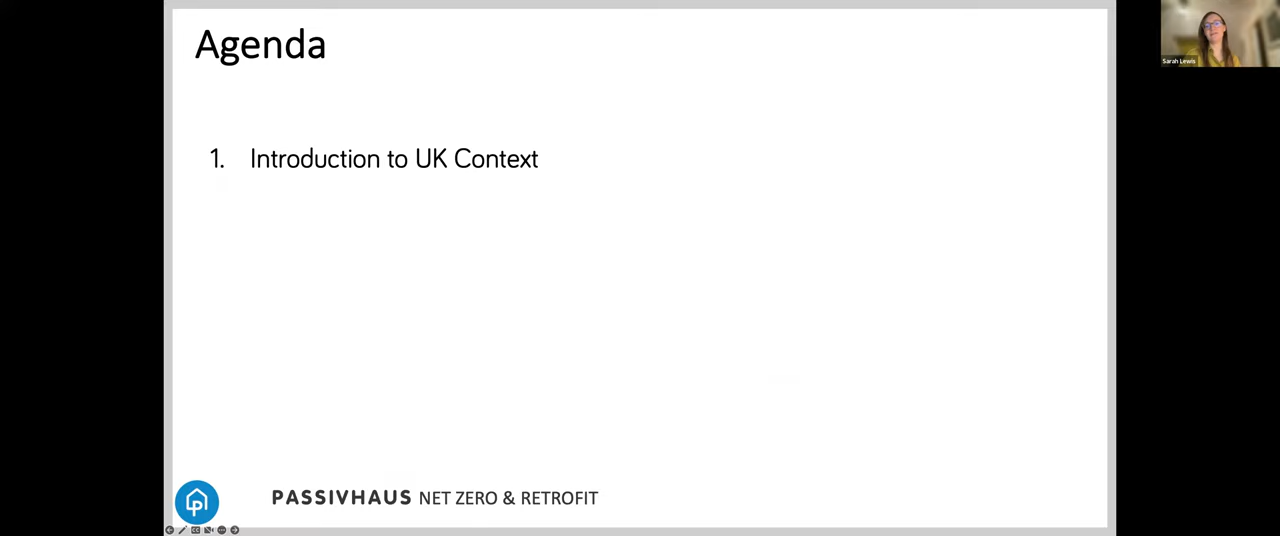 Agenda
Sarah Lewis
1. Introduction to UK Context
PASSIVHAUS NET ZERO & RETROFIT